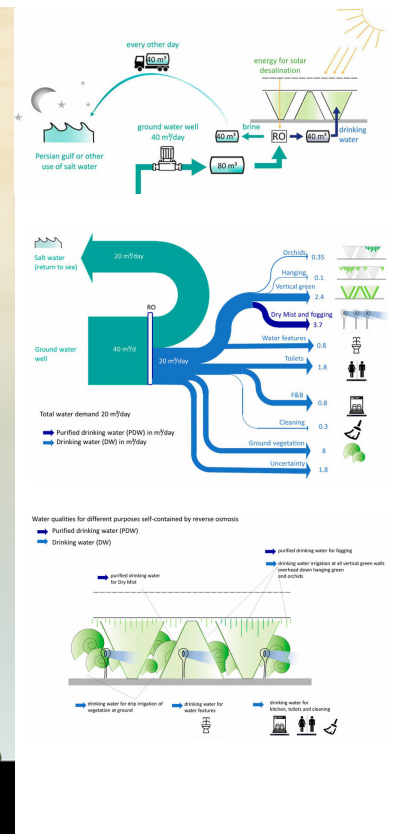 every other day
40 m³
energy for solar
desalination
ground water well
40 m³/day
brine
40 m³
RO
40 m³
drinking
water
Persian gulf or other
use of salt water
80 m³
Salt water
(return to sea)
20 m³/day
RO
Ground water
well
40 m³/d
20 m³/day
Orchids
0.35
Hanging
0.1
Vertical green
2.4
Dry Mist and fogging
3.7
Water features
0.8
Toilets
1.8
F&B
0.8
Cleaning
0.3
Ground vegetation
8
Uncertainty
1.8
Total water demand 20 m³/day
Purified drinking water (PDW) in m³/day
Drinking water (DW) in m³/day
Water qualities for different purposes self-contained by reverse osmosis
Purified drinking water (PDW)
Drinking water (DW)
purified drinking water for fogging
drinking water irrigation at all vertical green walls
overhead down hanging green
and orchids
purified drinking water
for Dry Mist
drinking water for drip irrigation of
vegetation at ground
drinking water for
water features
drinking water for
kitchen, toilets and cleaning